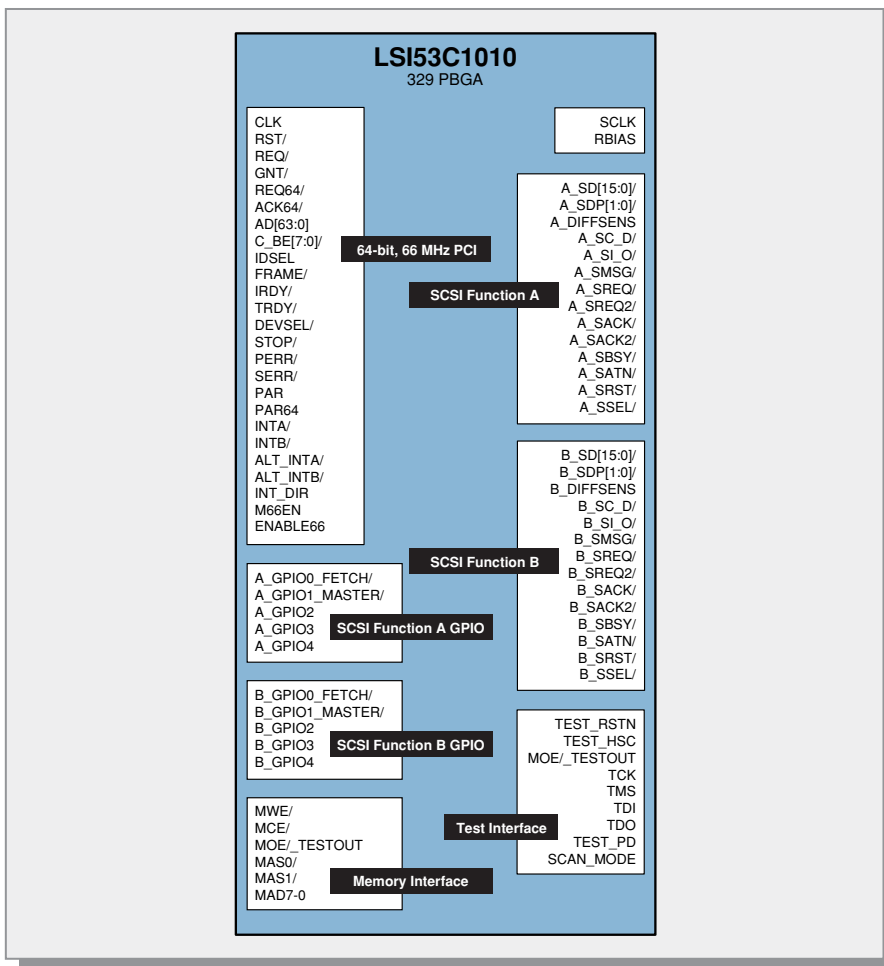 LSI53C1010
329 PBGA
CLK
RST/
REQ/
GNT/
REQ64/
ACK64/
AD[63:0]
C_BE[7:0]/
IDSEL
FRAME/
IRDY/
TRDY/
DEVSEL/
STOP/
PERR/
SERR/
PAR
PAR64
INTA/
INTB/
ALT_INTA/
ALT_INTB/
INT_DIR
M66EN
ENABLE66
64-bit, 66 MHz PCI
SCLK
RBIAS
A_SD[15:0]/
A_SDP[1:0]/
A_DIFFSENS
A_SC_D/
A_SI_O/
A_SMSG/
A_SREQ/
A_SREQ2/
A_SACK/
A_SACK2/
A_SBSY/
A_SATN/
A_SRST/
A_SSEL/
SCSI Function A
B_SD[15:0]/
B_SDP[1:0]/
B_DIFFSENS
B_SC_D/
B_SI_O/
B_SMSG/
B_SREQ/
B_SREQ2/
B_SACK/
B_SACK2/
B_SBSY/
B_SATN/
B_SRST/
B_SSEL/
SCSI Function B
A_GPIO0_FETCH/
A_GPIO1_MASTER/
A_GPIO2
A_GPIO3
A_GPIO4
SCSI Function A GPIO
B_GPIO0_FETCH/
B_GPIO1_MASTER/
B_GPIO2
B_GPIO3
B_GPIO4
SCSI Function B GPIO
TEST_RSTN
TEST_HSC
MOE/_TESTOUT
TCK
TMS
TDI
TDO
TEST_PD
SCAN_MODE
Test Interface
MWE/
MCE/
MOE/_TESTOUT
MAS0/
MAS1/
MAD7-0
Memory Interface